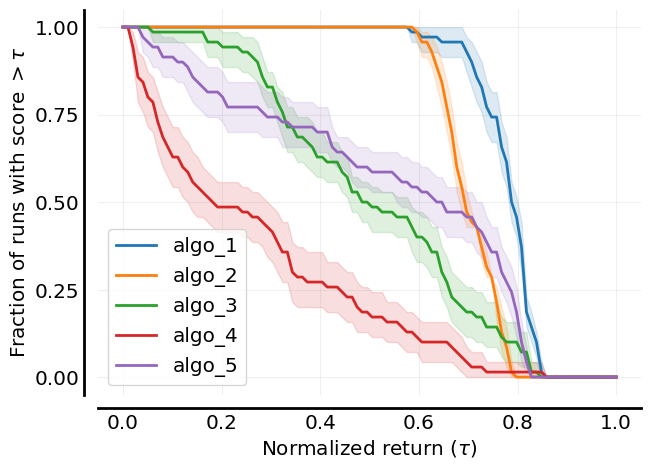 Fraction of runs with score > τ
1.00
0.75
0.50
0.25
0.00
algo_1
algo_2
algo_3
algo_4
algo_5
0.0 0.2 0.4 0.6 0.8 1.0
Normalized return (τ)